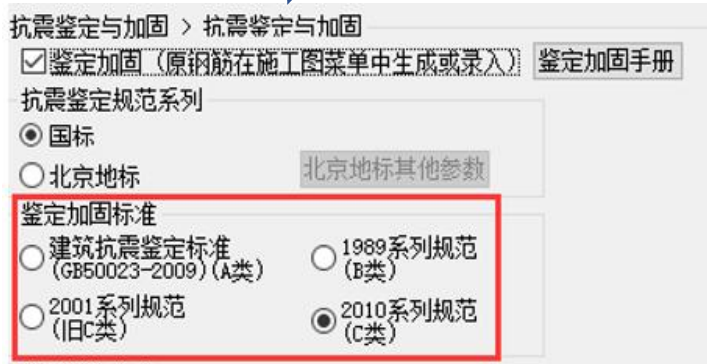 抗震鉴定与加固 > 抗震鉴定与加固
鉴定加固（原钢筋在施工图菜单中生成或录入） 鉴定加固手册
抗震鉴定规范系列
国标
北京地标 北京地标其他参数
鉴定加固标准
建筑抗震鉴定标准 1989系列规范
(GB50023-2009)(A类) (B类)
2001系列规范 2010系列规范
(旧C类) (C类)